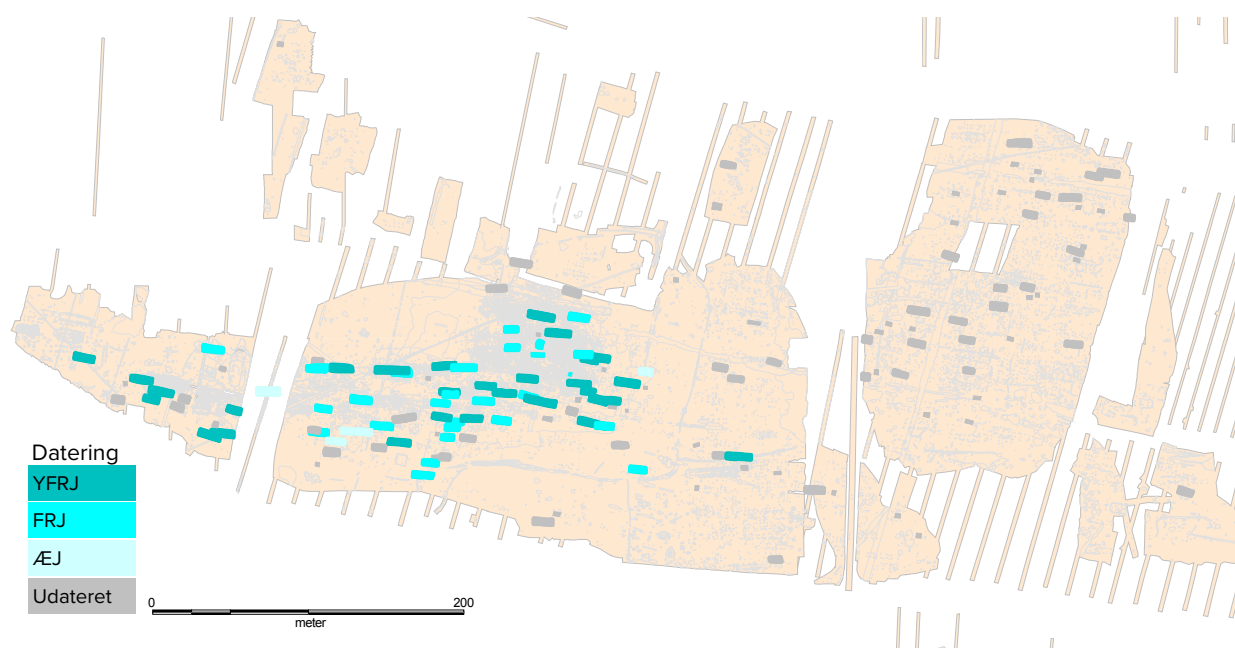 Datering
YFRJ
FRJ
ÆJ
Udateret
0 200
meter